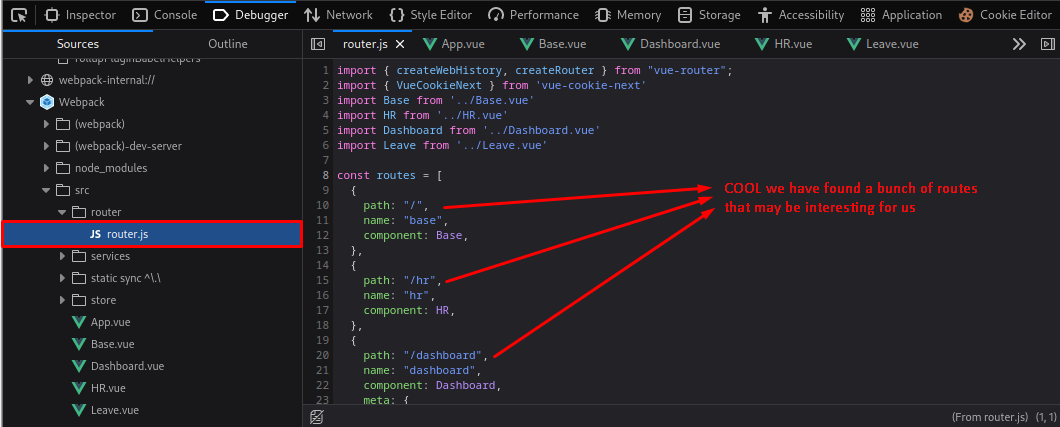 Inspector Console Debugger Network Style Editor Performance Memory Storage Accessibility Application Cookie Editor
Sources Outline
router.js App.vue Base.vue Dashboard.vue HR.vue Leave.vue
rollupPluginBabelHelpers
webpack-internal://
Webpack
(webpack)
(webpack)-dev-server
node_modules
src
router
JS router.js
services
static sync ^\.\
store
App.vue
Base.vue
Dashboard.vue
HR.vue
Leave.vue
1 import { createWebHistory, createRouter } from "vue-router";
2 import { VueCookieNext } from 'vue-cookie-next'
3 import Base from '../Base.vue'
4 import HR from '../HR.vue'
5 import Dashboard from '../Dashboard.vue'
6 import Leave from '../Leave.vue'
7
8 const routes = [
9 {
10 path: "/",
11 name: "base",
12 component: Base,
13 },
14 {
15 path: "/hr",
16 name: "hr",
17 component: HR,
18 },
19 {
20 path: "/dashboard",
21 name: "dashboard",
22 component: Dashboard,
23 meta: {
COOL we have found a bunch of routes
that may be interesting for us
(From router.js) (1, 1)